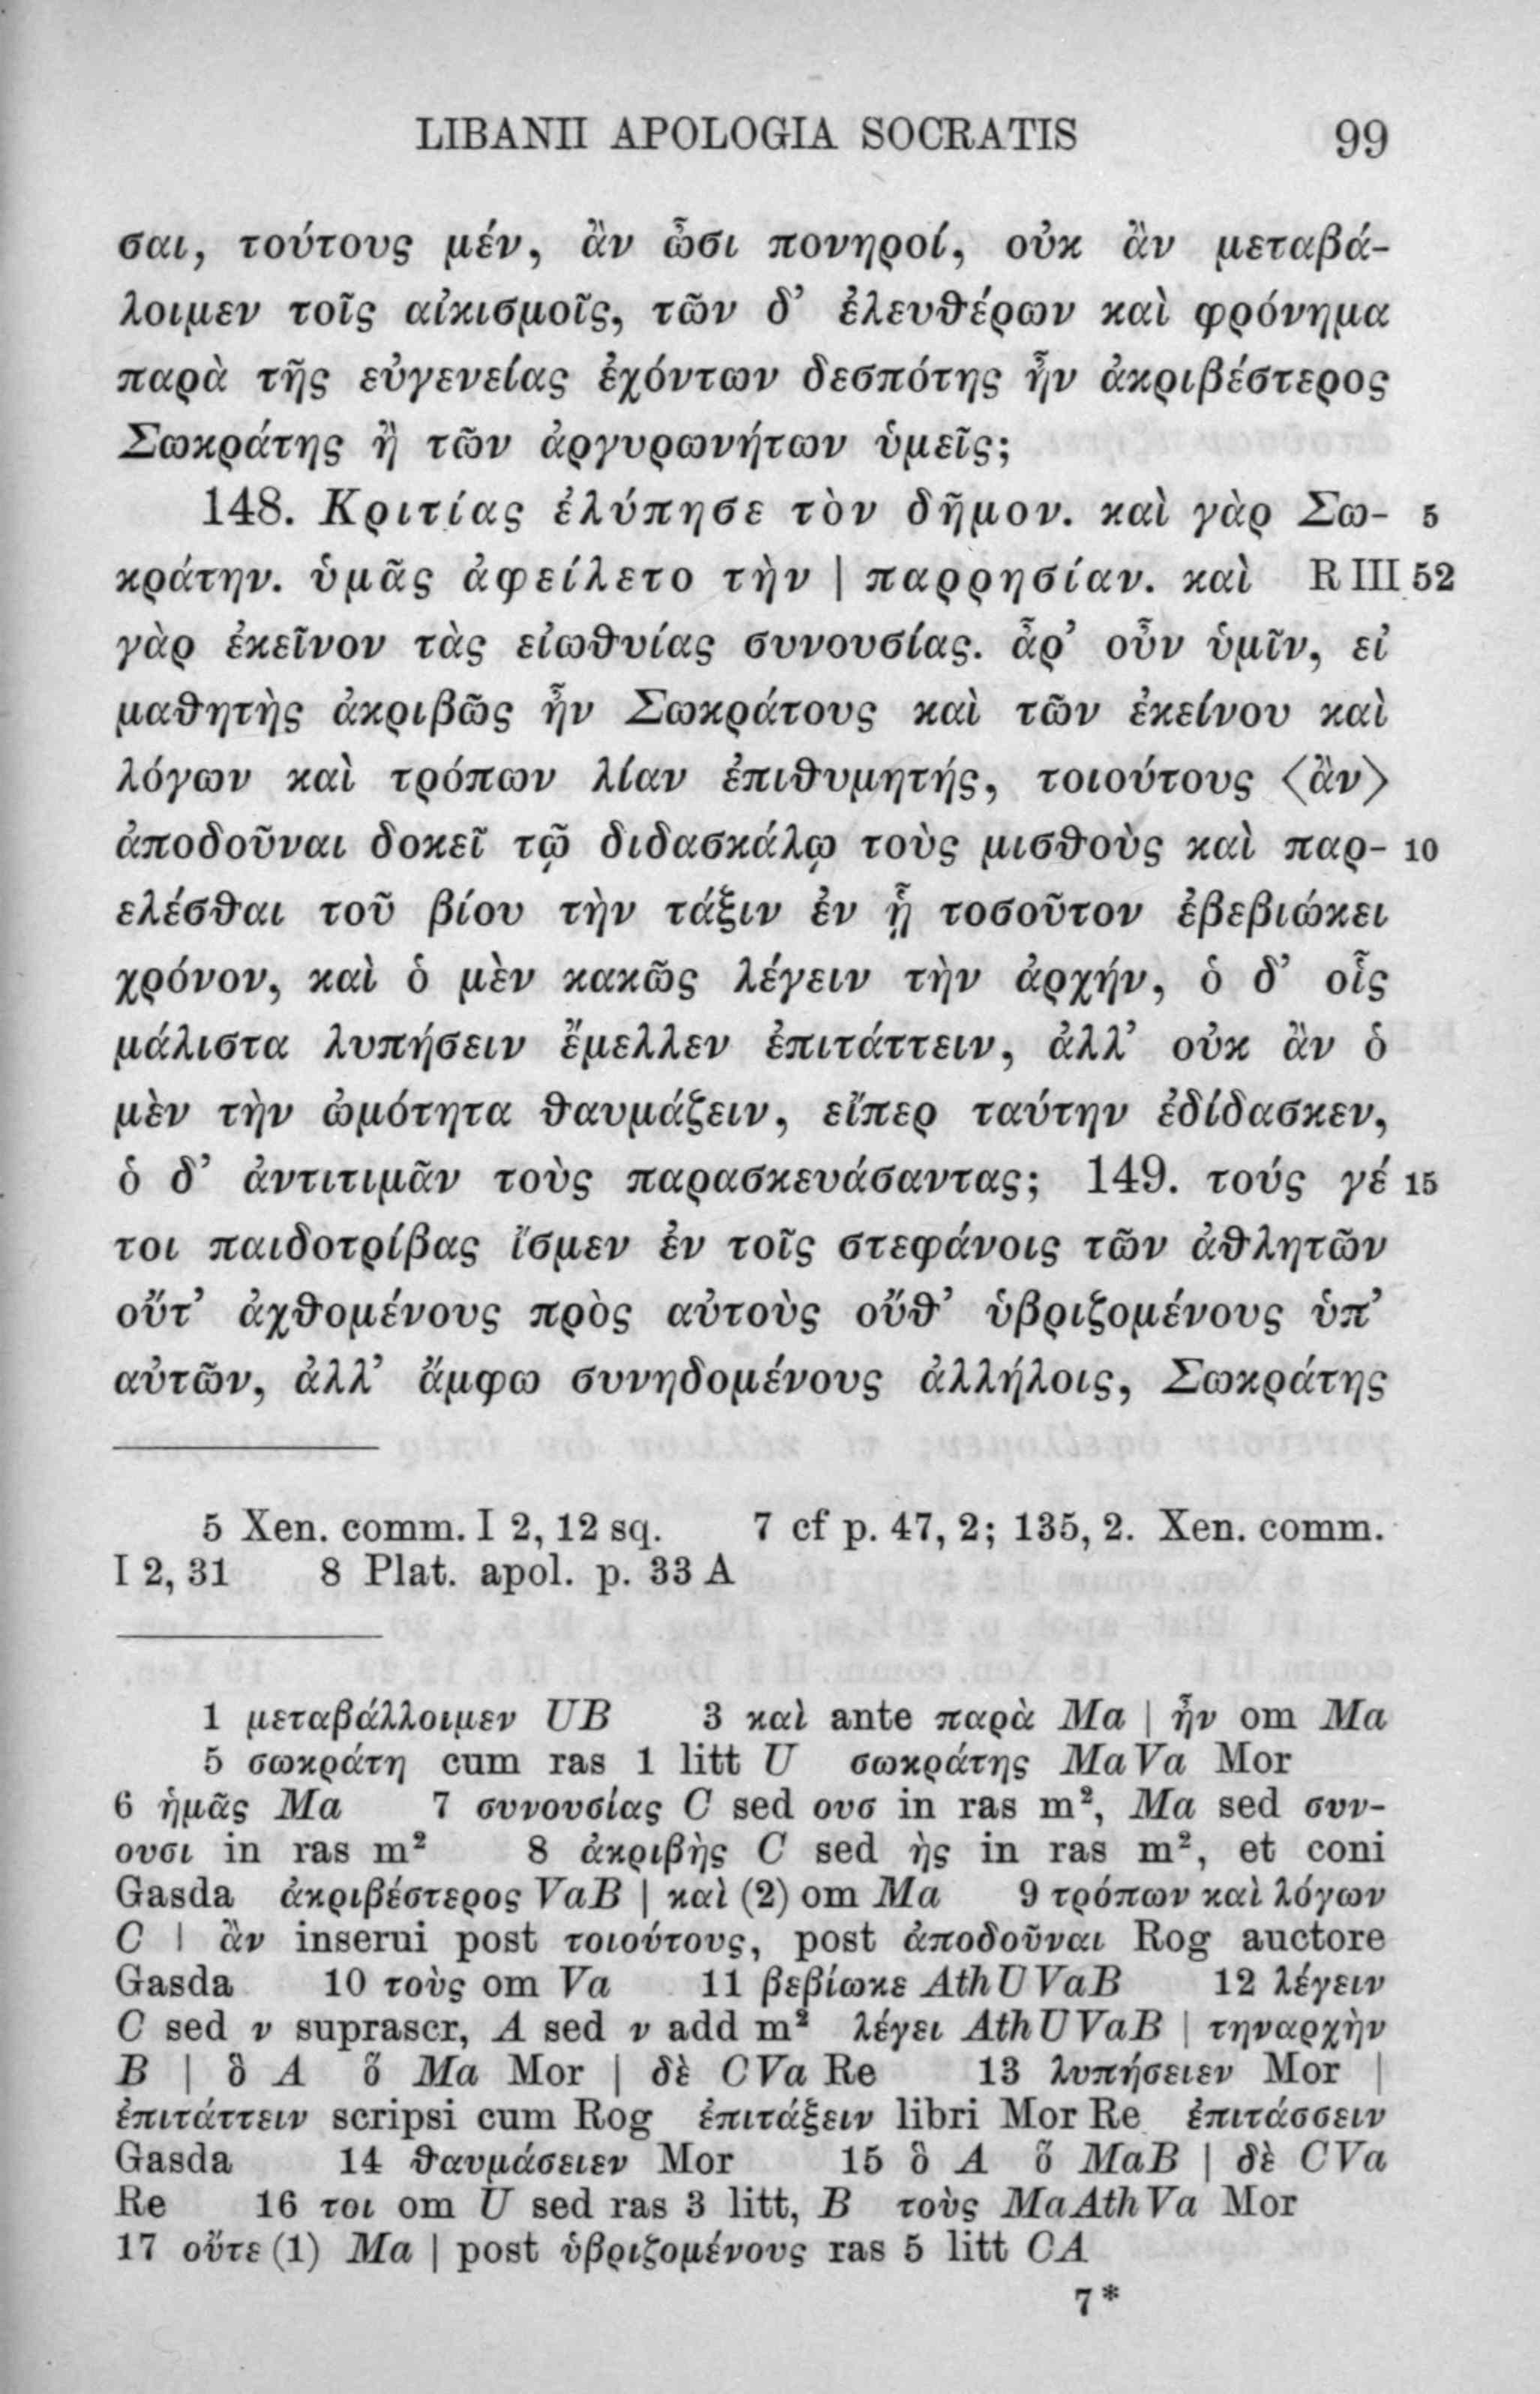 LIBANII APOLOGIA SOCRATIS 99
σαι, τούτους μέν, ἂν ὦσι πονηροί, οὐκ ἂν μεταβά-
λοιμεν τοῖς αἰκισμοῖς, τῶν δ’ ἐλευθέρων καὶ φρόνημα
παρὰ τῆς εὐγενείας ἐχόντων δεσπότης ἦν ἀκριβέστερος
Σωκράτης ἢ τῶν ἀργυρωνήτων ὑμεῖς;
148. Κριτίας ἐλύπησε τὸν δῆμον. καὶ γὰρ Σω- 5
κράτην. ὑμᾶς ἀφείλετο τὴν | παρρησίαν. καὶ R III 52
γὰρ ἐκεῖνον τὰς εἰωθυίας συνουσίας. ἆρ’ οὖν ὑμῖν, εἰ
μαθητὴς ἀκριβῶς ἦν Σωκράτους καὶ τῶν ἐκείνου καὶ
λόγων καὶ τρόπων λίαν ἐπιθυμητής, τοιούτους ⟨ἂν⟩
ἀποδοῦναι δοκεῖ τῷ διδασκάλῳ τοὺς μισθοὺς καὶ παρ- 10
ελέσθαι τοῦ βίου τὴν τάξιν ἐν ᾗ τοσοῦτον ἐβεβιώκει
χρόνον, καὶ ὁ μὲν κακῶς λέγειν τὴν ἀρχήν, ὁ δ’ οἷς
μάλιστα λυπήσειν ἔμελλεν ἐπιτάττειν, ἀλλ’ οὐκ ἂν ὁ
μὲν τὴν ὠμότητα θαυμάζειν, εἴπερ ταύτην ἐδίδασκεν,
ὁ δ’ ἀντιτιμᾶν τοὺς παρασκευάσαντας; 149. τούς γέ 15
τοι παιδοτρίβας ἴσμεν ἐν τοῖς στεφάνοις τῶν ἀθλητῶν
οὔτ’ ἀχθομένους πρὸς αὐτοὺς οὔθ’ ὑβριζομένους ὑπ’
αὐτῶν, ἀλλ’ ἄμφω συνηδομένους ἀλλήλοις, Σωκράτης
5 Xen. comm. I 2, 12 sq. 7 cf p. 47, 2; 135, 2. Xen. comm.
I 2, 31 8 Plat. apol. p. 33 A
1 μεταβάλλοιμεν UB 3 καὶ ante παρὰ Ma | ἦν om Ma
5 σωκράτη cum ras 1 litt U σωκράτης MaVa Mor
6 ἡμᾶς Ma 7 συνουσίας C sed ουσ in ras m², Ma sed συν-
ουσι in ras m² 8 ἀκριβὴς C sed ὴς in ras m², et coni
Gasda ἀκριβέστερος VaB | καὶ (2) om Ma 9 τρόπων καὶ λόγων
C | ἂν inserui post τοιούτους, post ἀποδοῦναι Rog auctore
Gasda 10 τοὺς om Va 11 βεβίωκε AthUVaB 12 λέγειν
C sed ν suprascr, A sed ν add m² λέγει AthUVaB | τηναρχὴν
B | ὃ A ὅ Ma Mor | δὲ CVa Re 13 λυπήσειεν Mor |
ἐπιτάττειν scripsi cum Rog ἐπιτάξειν libri Mor Re ἐπιτάσσειν
Gasda 14 θαυμάσειεν Mor 15 ὃ A ὅ MaB | δὲ CVa
Re 16 τοι om U sed ras 3 litt, B τοὺς MaAthVa Mor
17 οὔτε (1) Ma | post ὑβριζομένους ras 5 litt CA
7*